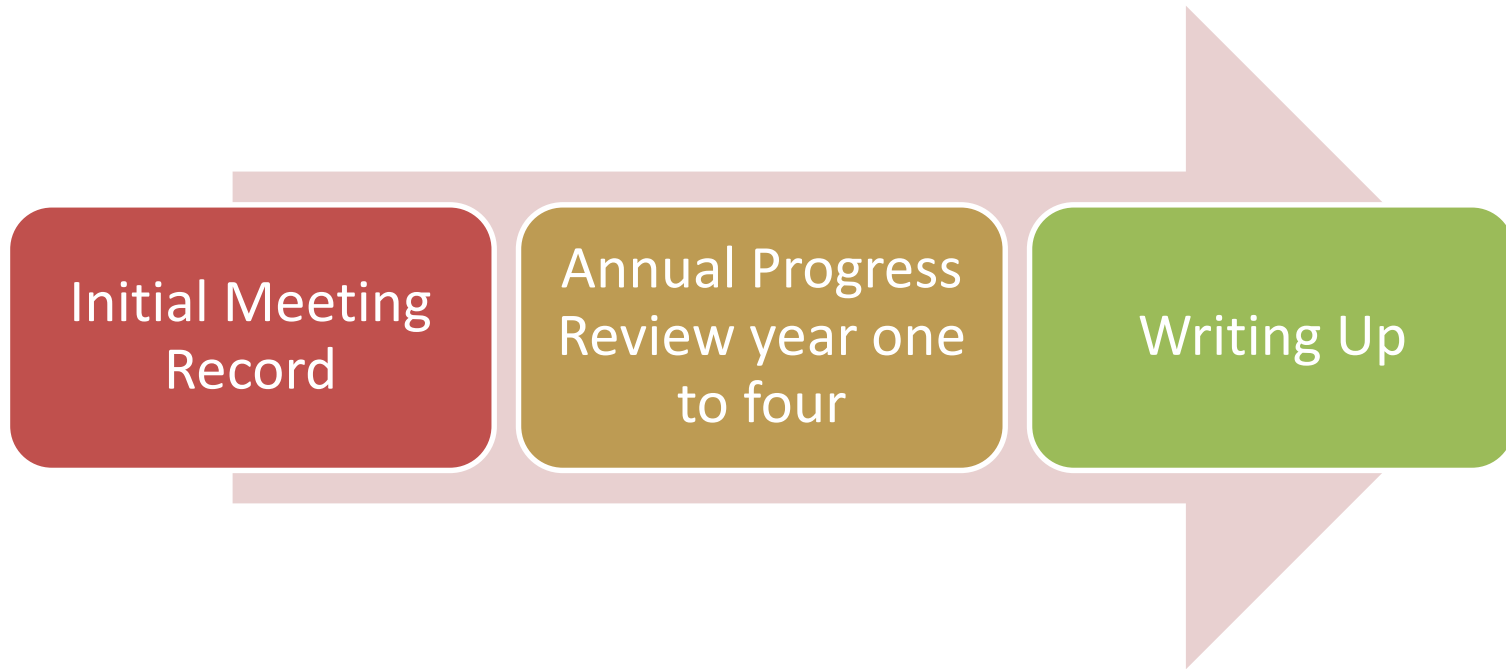 Initial Meeting
Record
Annual Progress
Review year one
to four
Writing Up